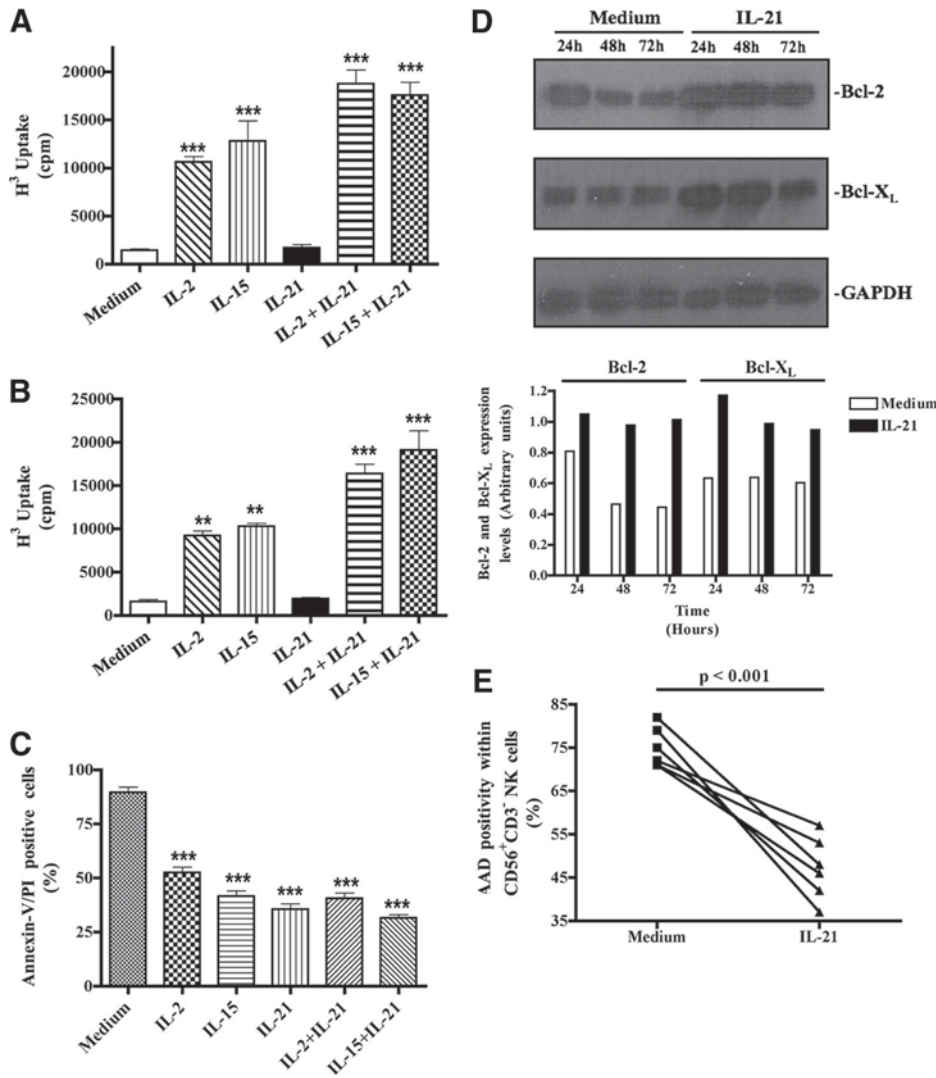 A
H³ Uptake
(cpm)
20000
15000
10000
5000
0
***
***
***
***
Medium
IL-2
IL-15
IL-21
IL-2 + IL-21
IL-15 + IL-21
B
H³ Uptake
(cpm)
25000
20000
15000
10000
5000
0
**
**
***
***
Medium
IL-2
IL-15
IL-21
IL-2 + IL-21
IL-15 + IL-21
C
Annexin-V/PI positive cells
(%)
100
75
50
25
0
***
***
***
***
***
Medium
IL-2
IL-15
IL-21
IL-2+IL-21
IL-15+IL-21
D
Medium IL-21
24h 48h 72h 24h 48h 72h
-Bcl-2
-Bcl-XL
-GAPDH
Bcl-2 Bcl-XL
Medium
IL-21
Bcl-2 and Bcl-XL expression
levels (Arbitrary units)
1.2
1.0
0.8
0.6
0.4
0.2
0.0
24 48 72 24 48 72
Time
(Hours)
E
p < 0.001
AAD positivity within
CD56+CD3- NK cells
(%)
85
75
65
55
45
35
Medium IL-21